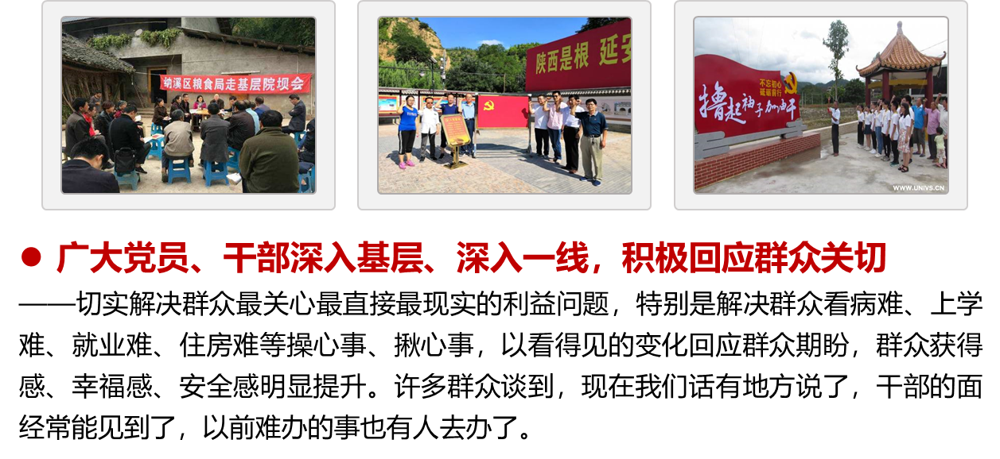 纳溪区粮食局走基层院坝会
陕西是根 延安
不忘初心
砥砺前行
撸起袖子加油干
WWW.UNIVS.CN
● 广大党员、干部深入基层、深入一线，积极回应群众关切
——切实解决群众最关心最直接最现实的利益问题，特别是解决群众看病难、上学
难、就业难、住房难等操心事、揪心事，以看得见的变化回应群众期盼，群众获得
感、幸福感、安全感明显提升。许多群众谈到，现在我们话有地方说了，干部的面
经常能见到了，以前难办的事也有人去办了。